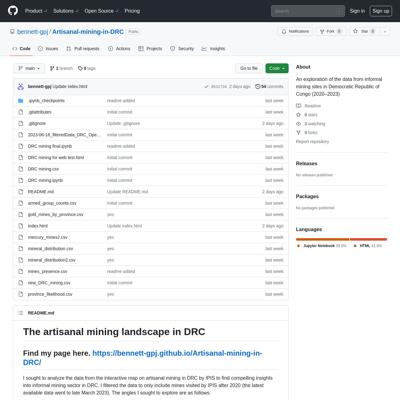 Product Solutions Open Source Pricing Search Sign in Sign up
bennett-gpj / Artisanal-mining-in-DRC Public Notifications Fork 0 Star 0
Code Issues Pull requests Actions Projects Security Insights
main 1 branch 0 tags Go to file Code
bennett-gpj Update index.html 2 days ago 54 commits
.ipynb_checkpoints readme added last week
.gitattributes initial commit last week
.gitignore Update .gitignore 2 days ago
initial commit last week
DRC mining final.ipynb readme added last week
DRC mining for web test.html readme added last week
DRC mining.csv initial commit last week
DRC mining.ipynb initial commit last week
README.md Update README.md 2 days ago
armed_group_counts.csv initial commit last week
gold_mines_by_province.csv yes last week
index.html Update index.html 2 days ago
mercury_mines2.csv yes last week
mineral_distribution.csv yes last week
mineral_distribution2.csv yes last week
mines_presence.csv readme added last week
new_DRC_mining.csv initial commit last week
province_likelihood.csv yes last week
README.md
The artisanal mining landscape in DRC
Find my page here. https://bennett-gpj.github.io/Artisanal-mining-in-
DRC/
I sought to analyze the data from the interactive map on artisanal mining in DRC by IPIS to find compelling insights
into informal mining sector in DRC. I filtered the data to only include mines visited by IPIS after 2020 (the latest
available data went to late March 2023). The angles I sought to explore are as follows:
About
An exploration of the data from informal
mining sites in Democratic Republic of
Congo (2020–2023)
Readme
0 stars
2 watching
0 forks
Report repository
Releases
No releases published
Packages
No packages published
Languages
Jupyter Notebook HTML